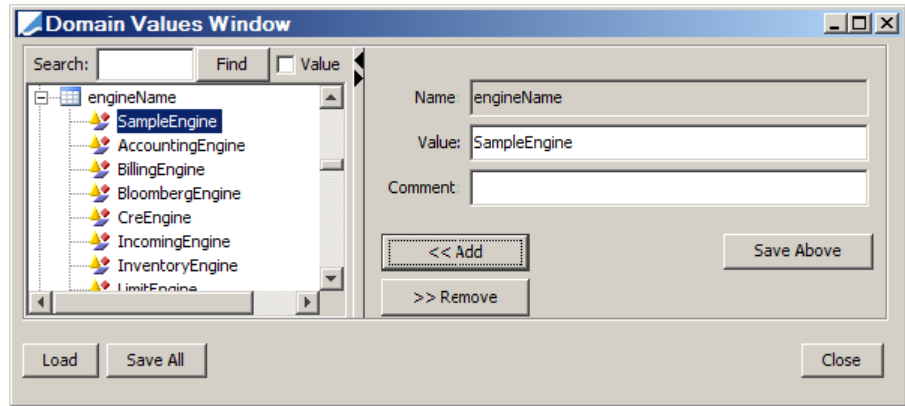 Domain Values Window
Search:
Find
Value
engineName
SampleEngine
AccountingEngine
BillingEngine
BloombergEngine
CreEngine
IncomingEngine
InventoryEngine
LimitEngine
Name: engineName
Value: SampleEngine
Comment:
<< Add
Save Above
>> Remove
Load
Save All
Close